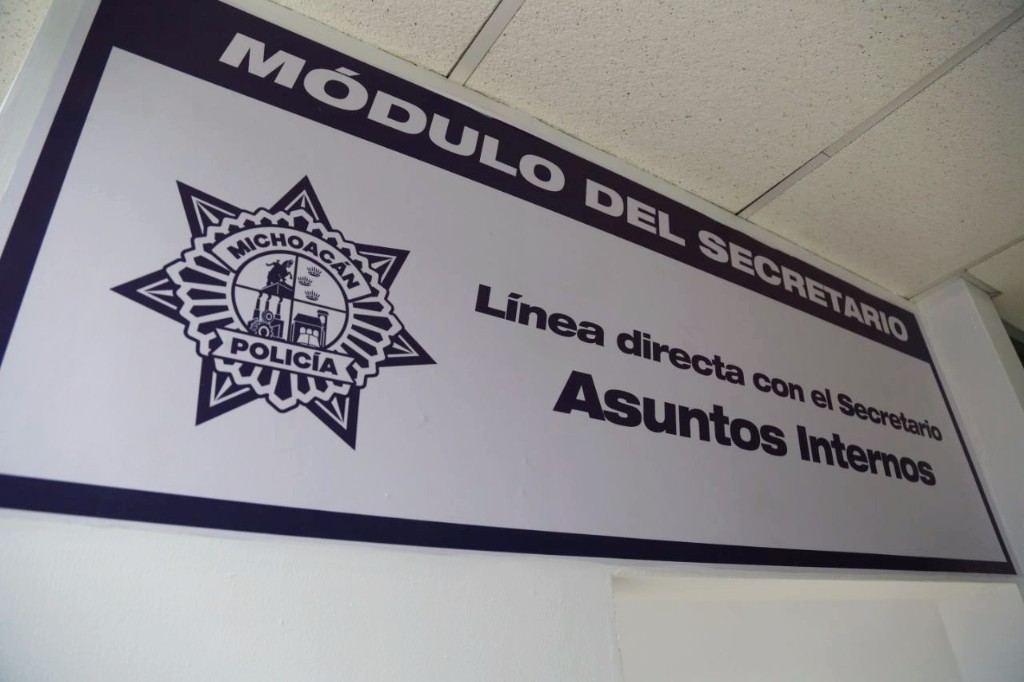 MÓDULO DEL SECRETARIO
MICHOACÁN
POLICÍA
Línea directa con el Secretario
Asuntos Internos